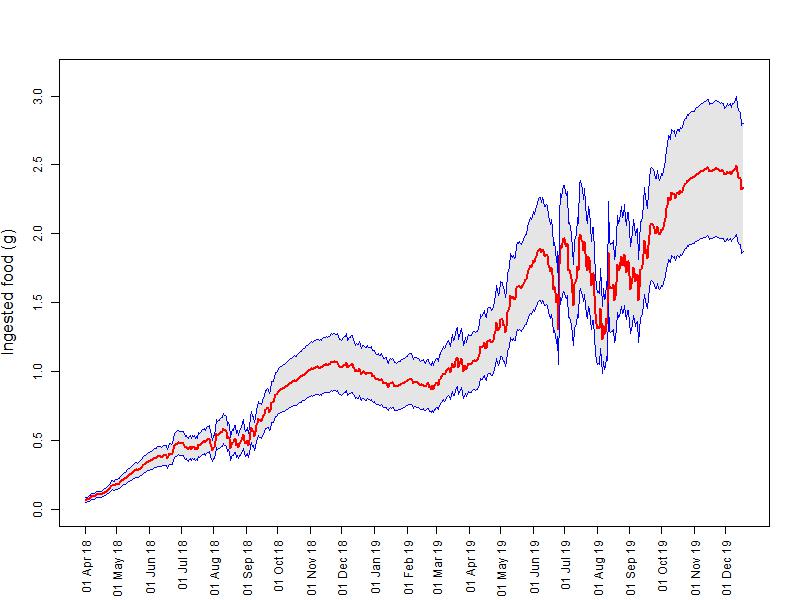 Ingested food (g)
3.0
2.5
2.0
1.5
1.0
0.5
0.0
01 Apr 18
01 May 18
01 Jun 18
01 Jul 18
01 Aug 18
01 Sep 18
01 Oct 18
01 Nov 18
01 Dec 18
01 Jan 19
01 Feb 19
01 Mar 19
01 Apr 19
01 May 19
01 Jun 19
01 Jul 19
01 Aug 19
01 Sep 19
01 Oct 19
01 Nov 19
01 Dec 19